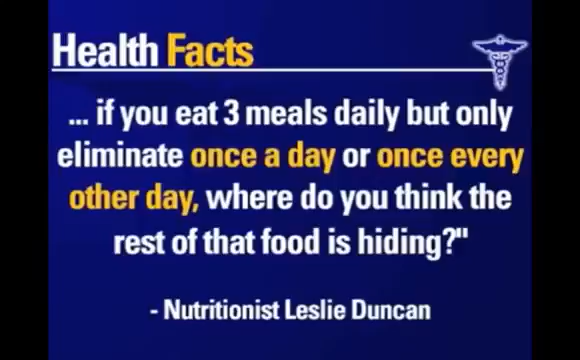 Health Facts
... if you eat 3 meals daily but only
eliminate once a day or once every
other day, where do you think the
rest of that food is hiding?"
- Nutritionist Leslie Duncan